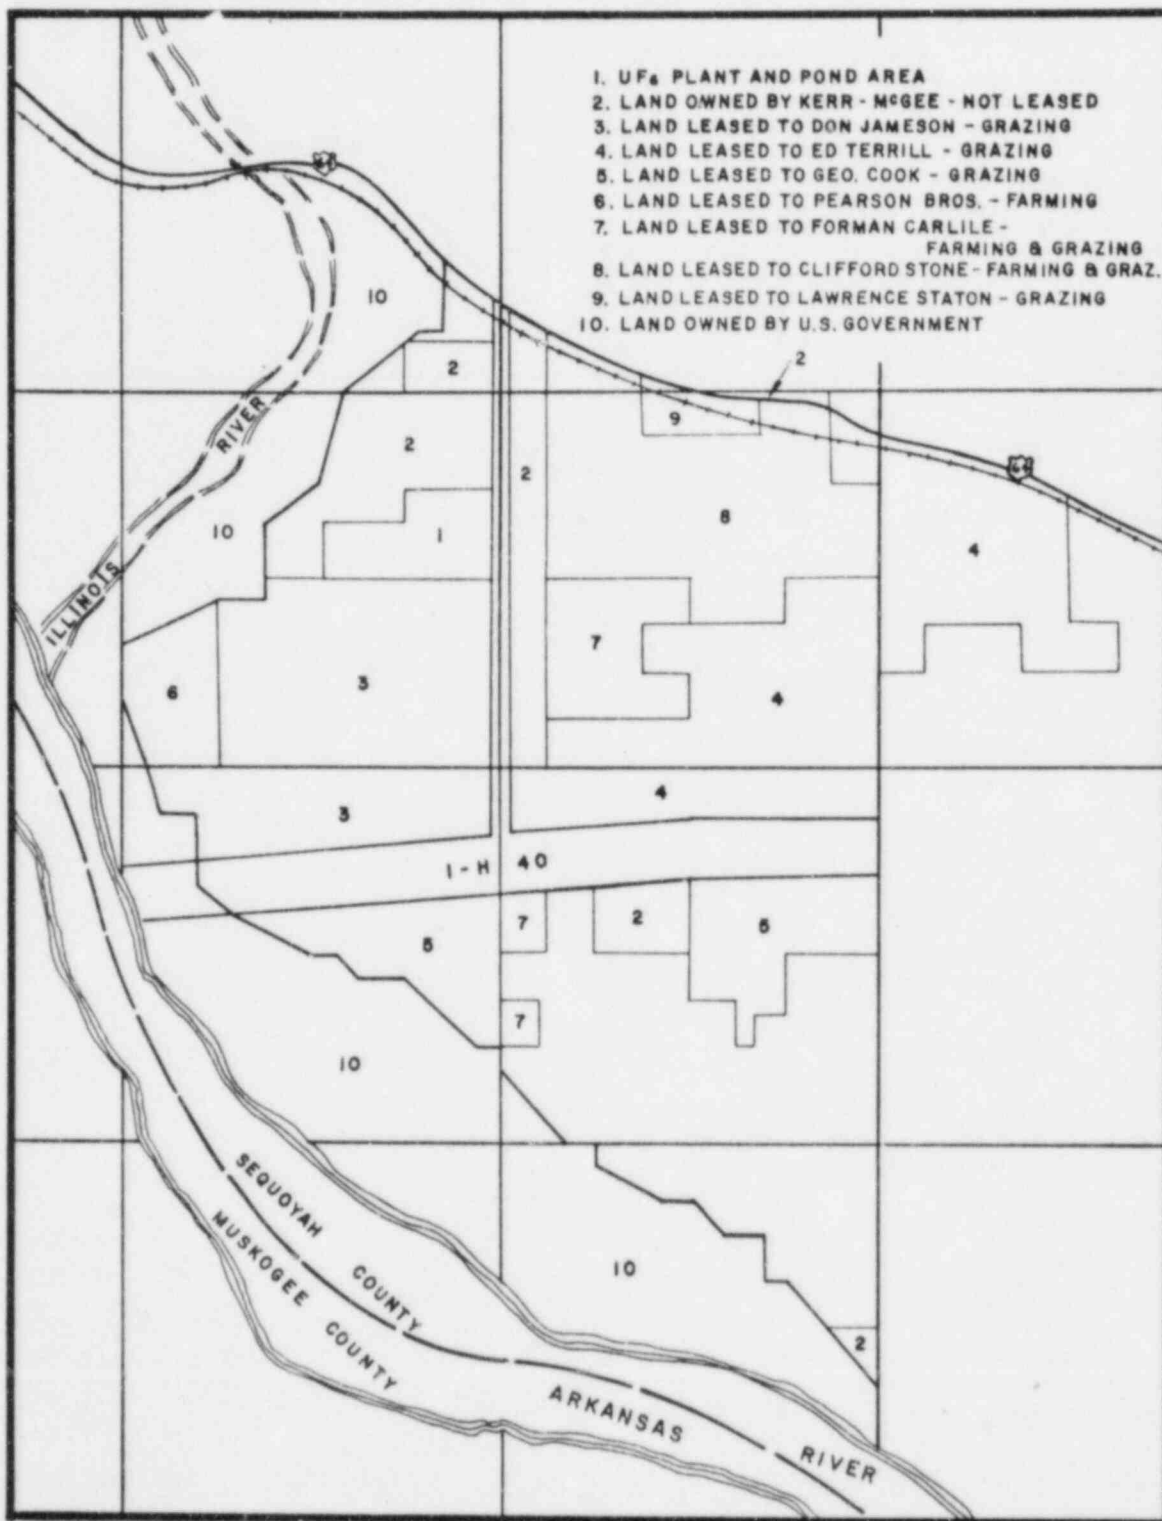 1. UF6 PLANT AND POND AREA
2. LAND OWNED BY KERR - McGEE - NOT LEASED
3. LAND LEASED TO DON JAMESON - GRAZING
4. LAND LEASED TO ED TERRILL - GRAZING
5. LAND LEASED TO GEO. COOK - GRAZING
6. LAND LEASED TO PEARSON BROS. - FARMING
7. LAND LEASED TO FORMAN CARLILE -
FARMING & GRAZING
8. LAND LEASED TO CLIFFORD STONE - FARMING & GRAZ.
9. LAND LEASED TO LAWRENCE STATON - GRAZING
10. LAND OWNED BY U.S. GOVERNMENT
64
10
2
2
9
RIVER
2
2
8
64
10
1
4
ILLINOIS
7
6
3
4
3
4
I - H 40
5
7
2
5
7
10
SEQUOYAH COUNTY
MUSKOGEE COUNTY
10
2
ARKANSAS RIVER